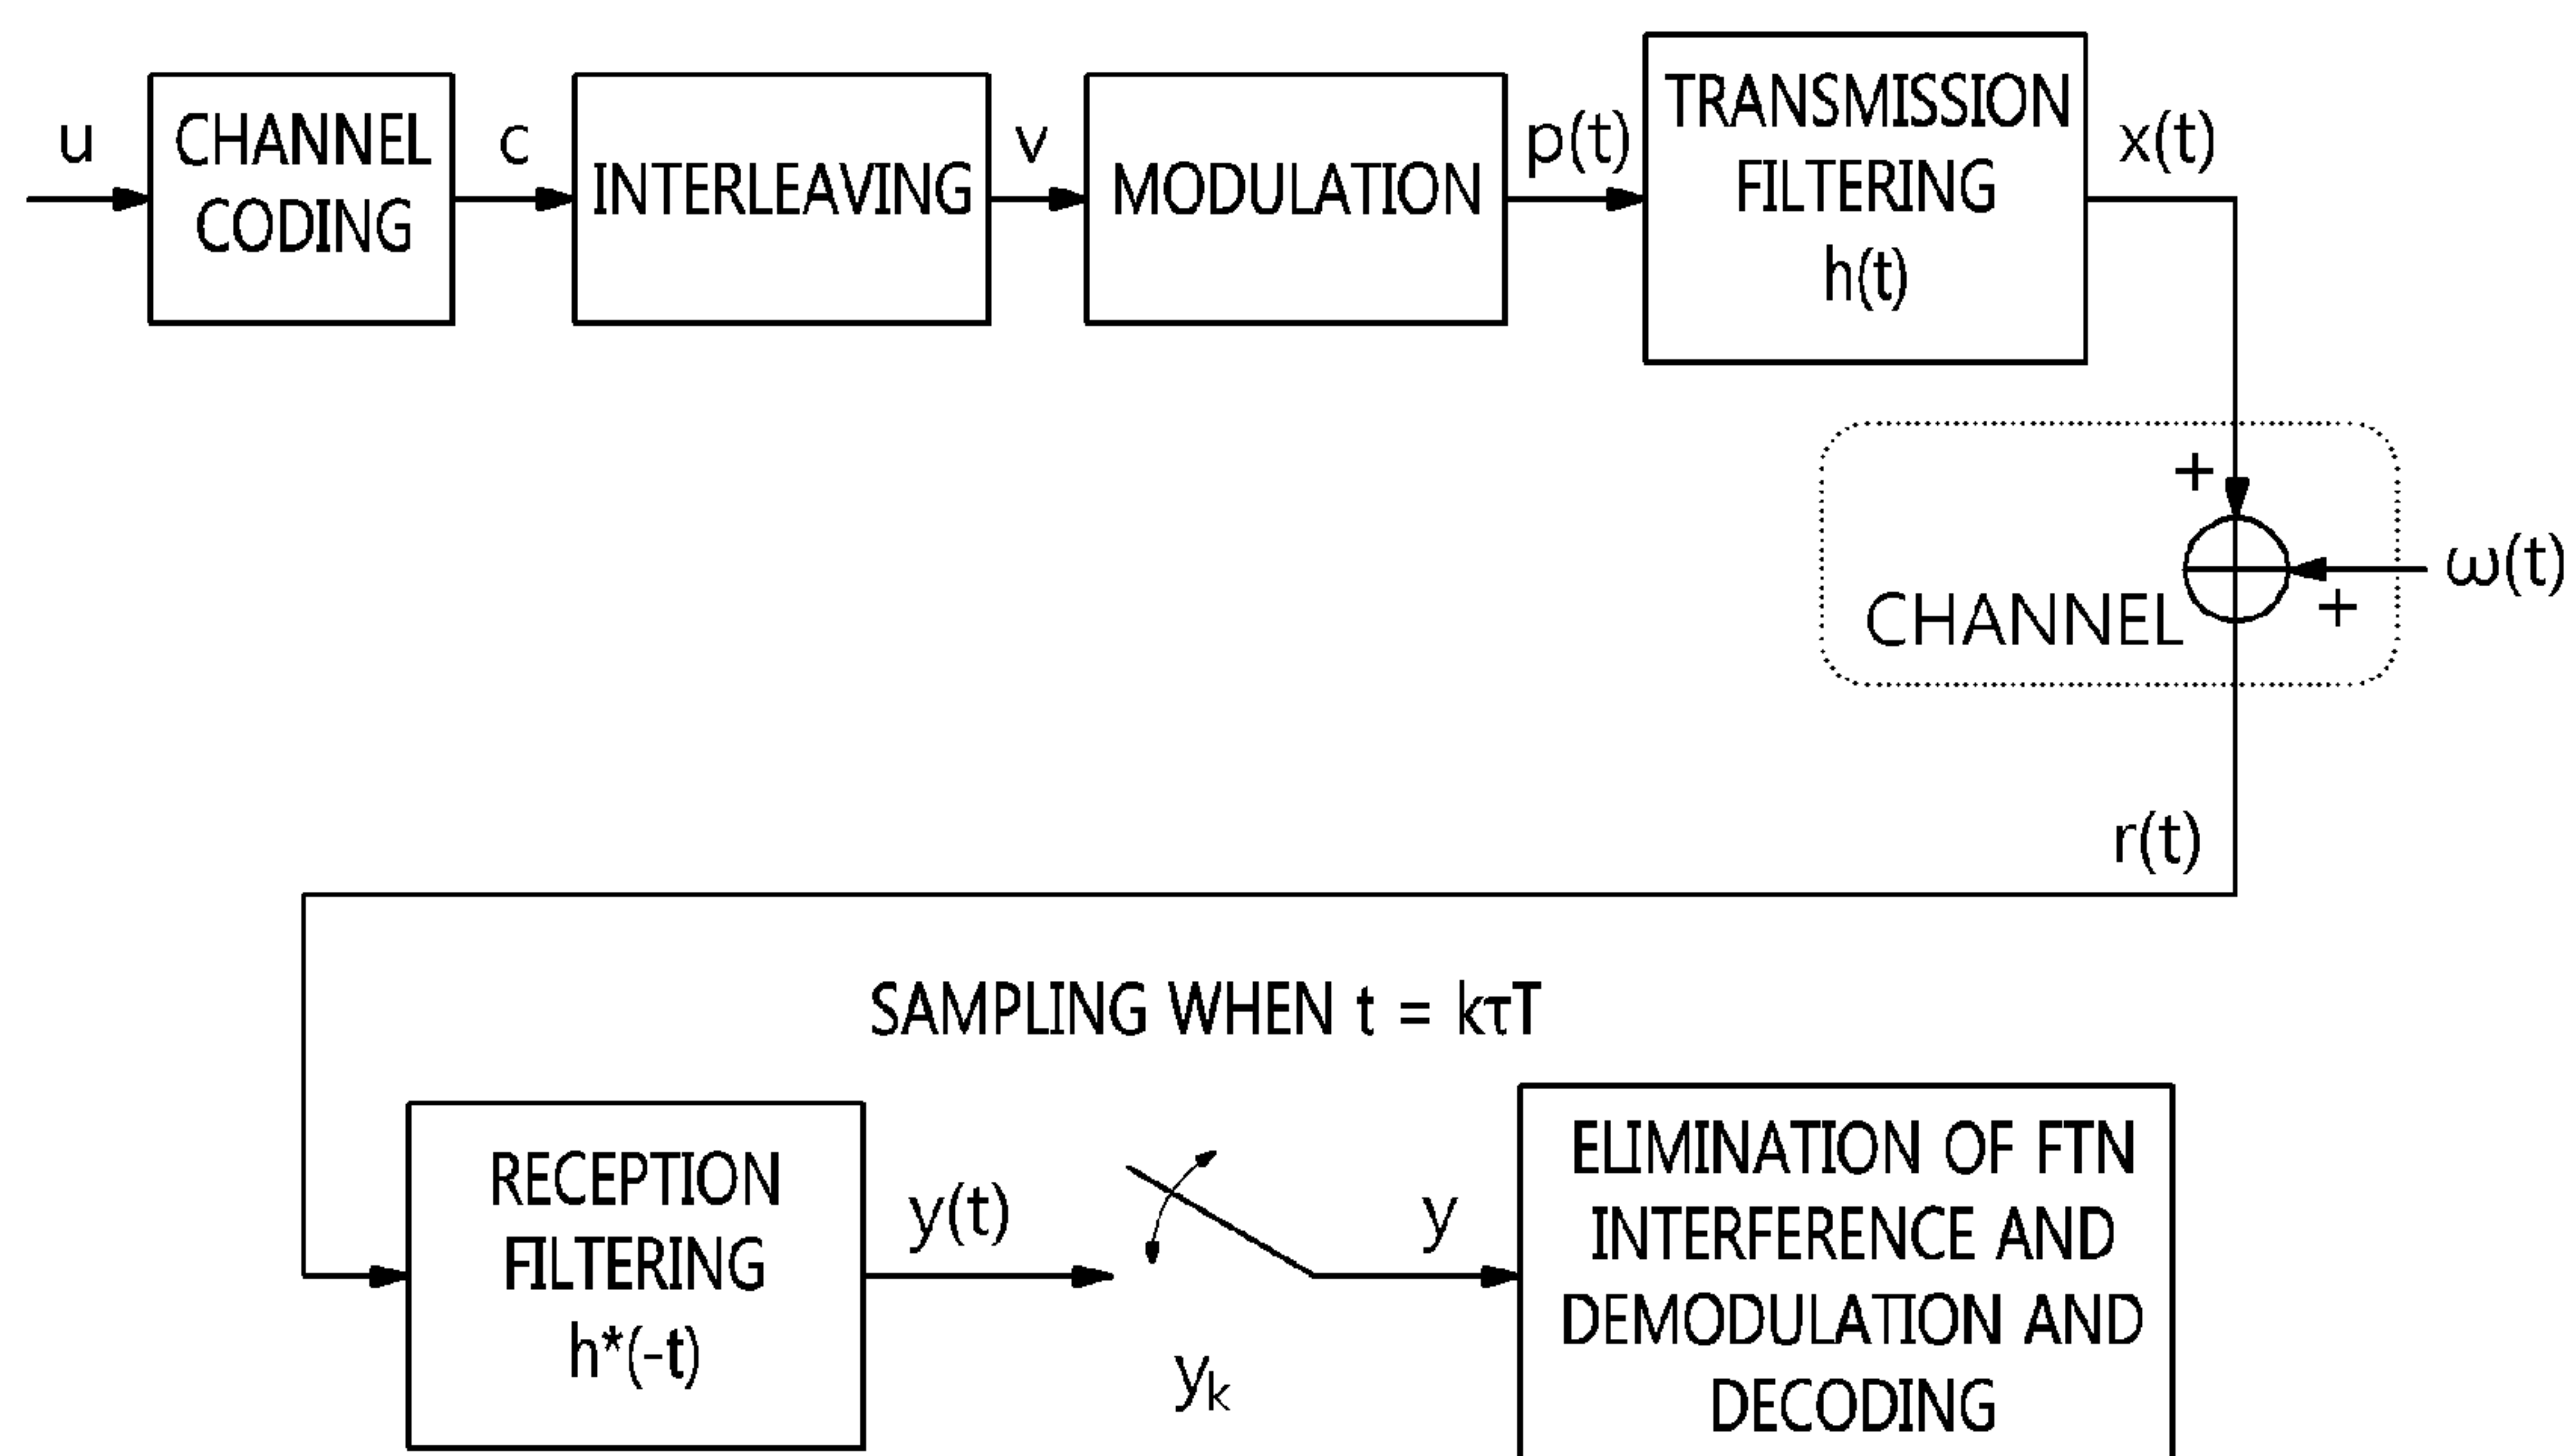 u
CHANNEL
CODING
c
INTERLEAVING
v
MODULATION
p(t)
TRANSMISSION
FILTERING
h(t)
x(t)
+
CHANNEL
ω(t)
+
r(t)
SAMPLING WHEN t = kτT
RECEPTION
FILTERING
h*(-t)
y(t)
yₖ
y
ELIMINATION OF FTN
INTERFERENCE AND
DEMODULATION AND
DECODING